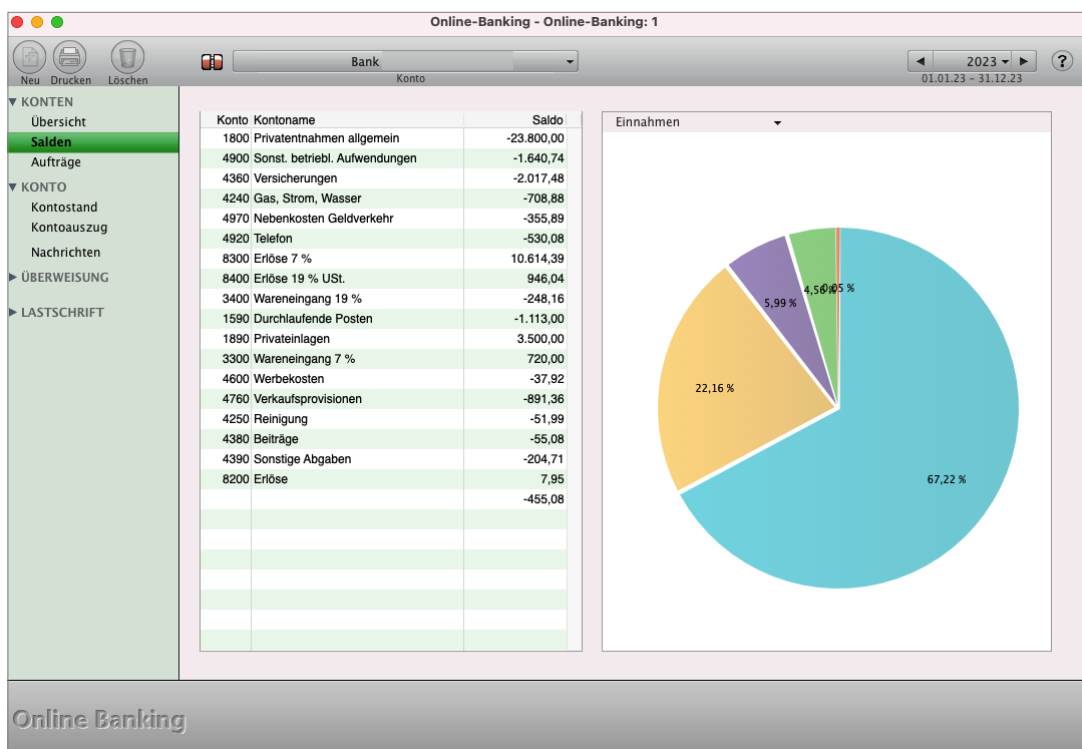 Online-Banking - Online-Banking: 1
Neu Drucken Löschen
Bank
Konto
2023
01.01.23 - 31.12.23
?
KONTEN
Übersicht
Salden
Aufträge
KONTO
Kontostand
Kontoauszug
Nachrichten
ÜBERWEISUNG
LASTSCHRIFT
Konto Kontoname Saldo
1800 Privatentnahmen allgemein -23.800,00
4900 Sonst. betriebl. Aufwendungen -1.640,74
4360 Versicherungen -2.017,48
4240 Gas, Strom, Wasser -708,88
4970 Nebenkosten Geldverkehr -355,89
4920 Telefon -530,08
8300 Erlöse 7 % 10.614,39
8400 Erlöse 19 % USt. 946,04
3400 Wareneingang 19 % -248,16
1590 Durchlaufende Posten -1.113,00
1890 Privateinlagen 3.500,00
3300 Wareneingang 7 % 720,00
4600 Werbekosten -37,92
4760 Verkaufsprovisionen -891,36
4250 Reinigung -51,99
4380 Beiträge -55,08
4390 Sonstige Abgaben -204,71
8200 Erlöse 7,95
-455,08
Einnahmen
5,99 %
4,56 %
0,05 %
22,16 %
67,22 %
Online Banking